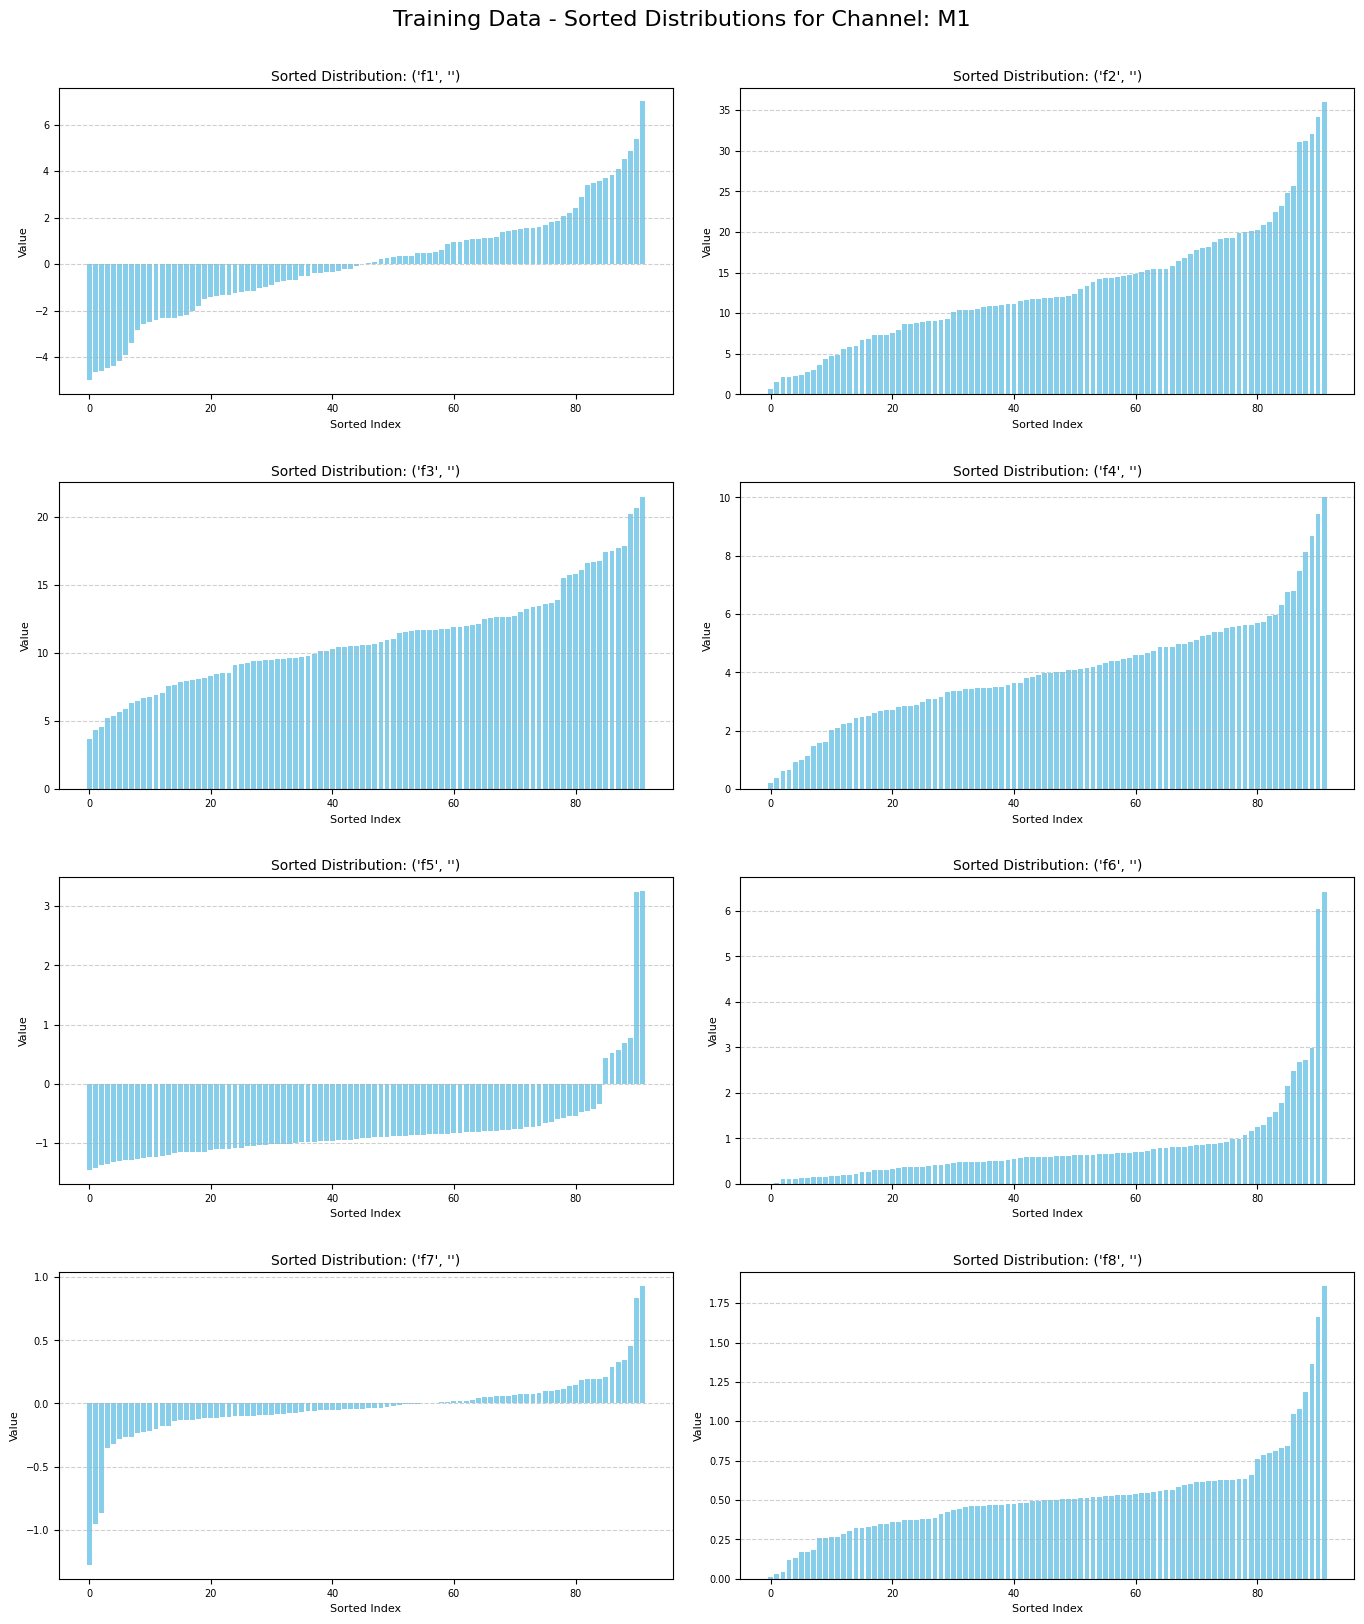 Training Data - Sorted Distributions for Channel: M1
Sorted Distribution: ('f1', '')
Value
6
4
2
0
−2
−4
0 20 40 60 80
Sorted Index
Sorted Distribution: ('f2', '')
Value
35
30
25
20
15
10
5
0
0 20 40 60 80
Sorted Index
Sorted Distribution: ('f3', '')
Value
20
15
10
5
0
0 20 40 60 80
Sorted Index
Sorted Distribution: ('f4', '')
Value
10
8
6
4
2
0
0 20 40 60 80
Sorted Index
Sorted Distribution: ('f5', '')
Value
3
2
1
0
−1
0 20 40 60 80
Sorted Index
Sorted Distribution: ('f6', '')
Value
6
5
4
3
2
1
0
0 20 40 60 80
Sorted Index
Sorted Distribution: ('f7', '')
Value
1.0
0.5
0.0
−0.5
−1.0
0 20 40 60 80
Sorted Index
Sorted Distribution: ('f8', '')
Value
1.75
1.50
1.25
1.00
0.75
0.50
0.25
0.00
0 20 40 60 80
Sorted Index